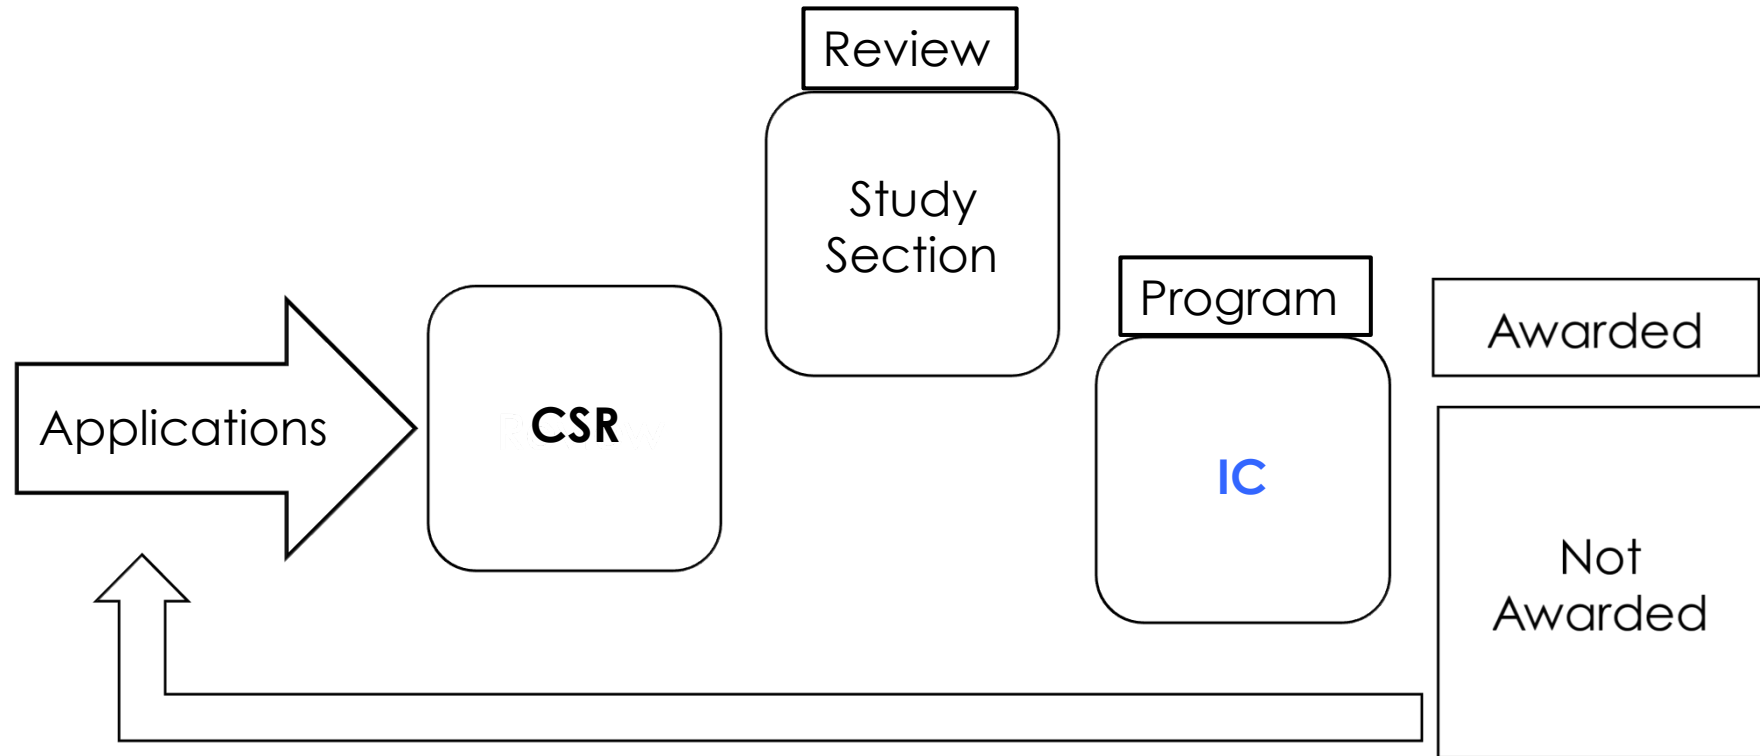 Review
Study
Section
Program
Awarded
Applications
CSR
IC
Not
Awarded